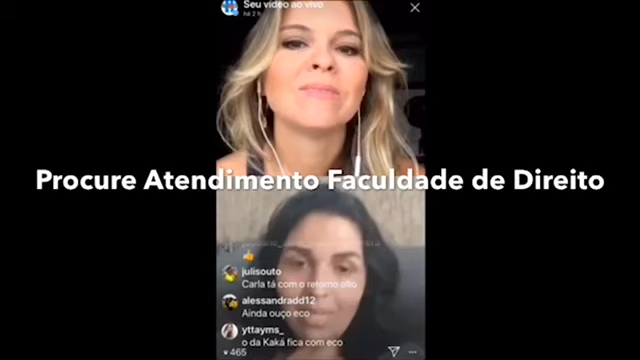 Seu vídeo ao vivo
há 2 h
Procure Atendimento Faculdade de Direito
julisouto
Carla tá com o retorno alto
alessandradd12
Ainda ouço eco
yttayms_
o da Kaká fica com eco
465